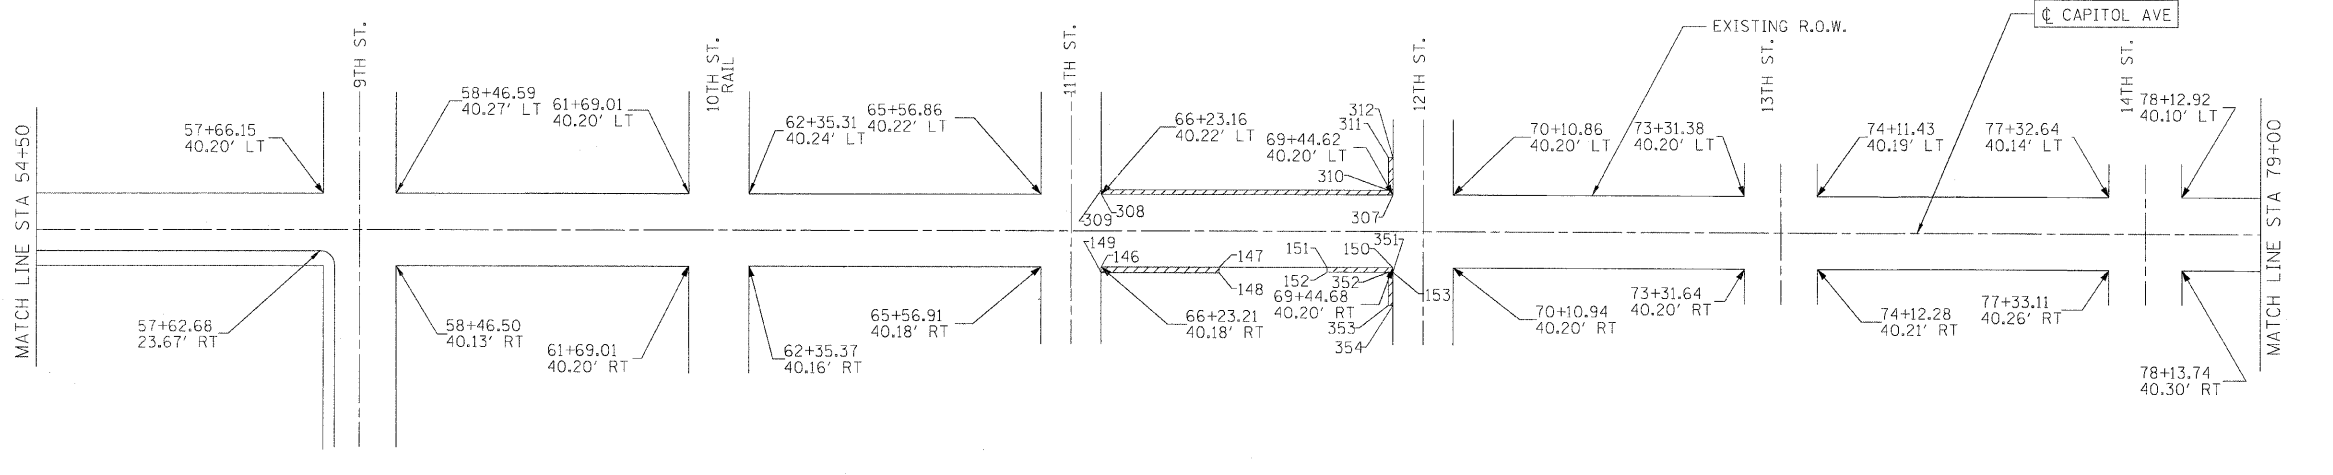 MATCH LINE STA 54+50
57+66.15
40.20' LT
9TH ST.
58+46.59
40.27' LT
61+69.01
40.20' LT
10TH ST.
RAIL
62+35.31
40.24' LT
65+56.86
40.22' LT
11TH ST.
66+23.16
40.22' LT
69+44.62
40.20' LT
312
311
310
309
308
307
12TH ST.
EXISTING R.O.W.
℄ CAPITOL AVE
70+10.86
40.20' LT
73+31.38
40.20' LT
13TH ST.
74+11.43
40.19' LT
77+32.64
40.14' LT
14TH ST.
78+12.92
40.10' LT
MATCH LINE STA 79+00
57+62.68
23.67' RT
58+46.50
40.13' RT
61+69.01
40.20' RT
62+35.37
40.16' RT
65+56.91
40.18' RT
149
146
147
148
66+23.21
40.18' RT
151
152
150
351
352
153
69+44.68
40.20' RT
353
354
70+10.94
40.20' RT
73+31.64
40.20' RT
74+12.28
40.21' RT
77+33.11
40.26' RT
78+13.74
40.30' RT